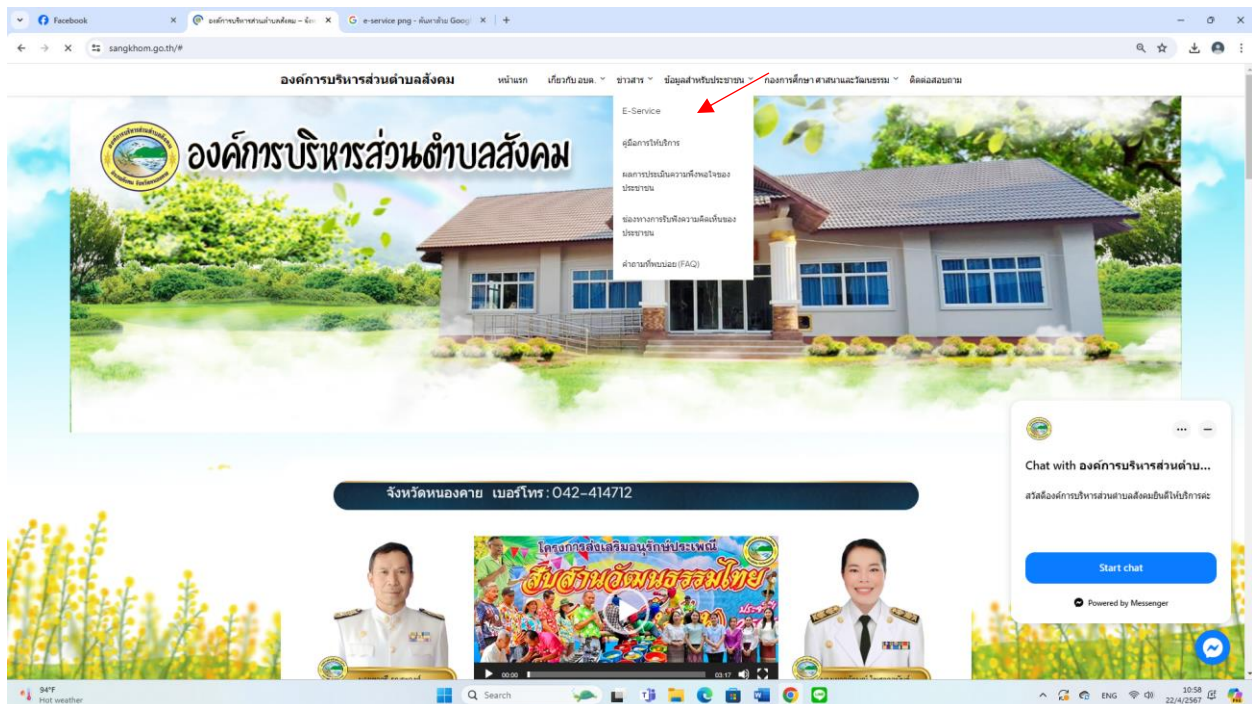 Facebook
องค์การบริหารส่วนตำบลสังคม –
e-service png - ค้นหาด้วย Googl
sangkhom.go.th/#
องค์การบริหารส่วนตำบลสังคม หน้าแรก เกี่ยวกับ อบต. ข่าวสาร ข้อมูลสำหรับประชาชน กองการศึกษา ศาสนาและวัฒนธรรม ติดต่อสอบถาม
E-Service
คู่มือการให้บริการ
ผลการประเมินความพึงพอใจของ
ประชาชน
ช่องทางการรับฟังความคิดเห็นของ
ประชาชน
คำถามที่พบบ่อย (FAQ)
องค์การบริหารส่วนตำบลสังคม
จังหวัดหนองคาย เบอร์โทร : 042-414712
โครงการส่งเสริมอนุรักษ์ประเพณี
สืบสานวัฒนธรรมไทย
00:00
03:17
Chat with องค์การบริหารส่วนตำบ...
สวัสดีองค์การบริหารส่วนตำบลสังคมยินดีให้บริการค่ะ
Start chat
Powered by Messenger
94°F
Hot weather
Search
ENG
10:58
22/4/2567